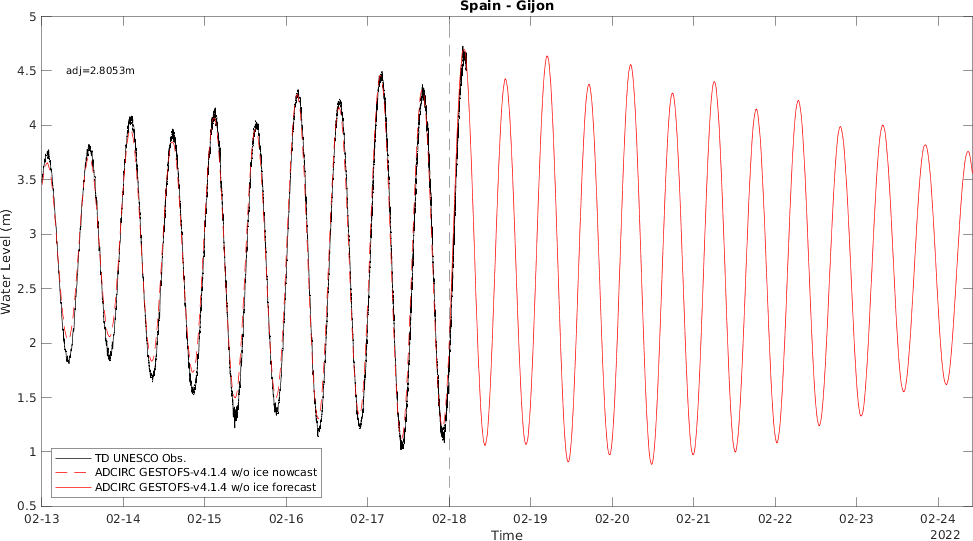 Spain - Gijon
5
4.5
4
3.5
3
2.5
2
1.5
1
0.5
Water Level (m)
adj=2.8053m
TD UNESCO Obs.
ADCIRC GESTOFS-v4.1.4 w/o ice nowcast
ADCIRC GESTOFS-v4.1.4 w/o ice forecast
02-13 02-14 02-15 02-16 02-17 02-18 02-19 02-20 02-21 02-22 02-23 02-24
Time
2022